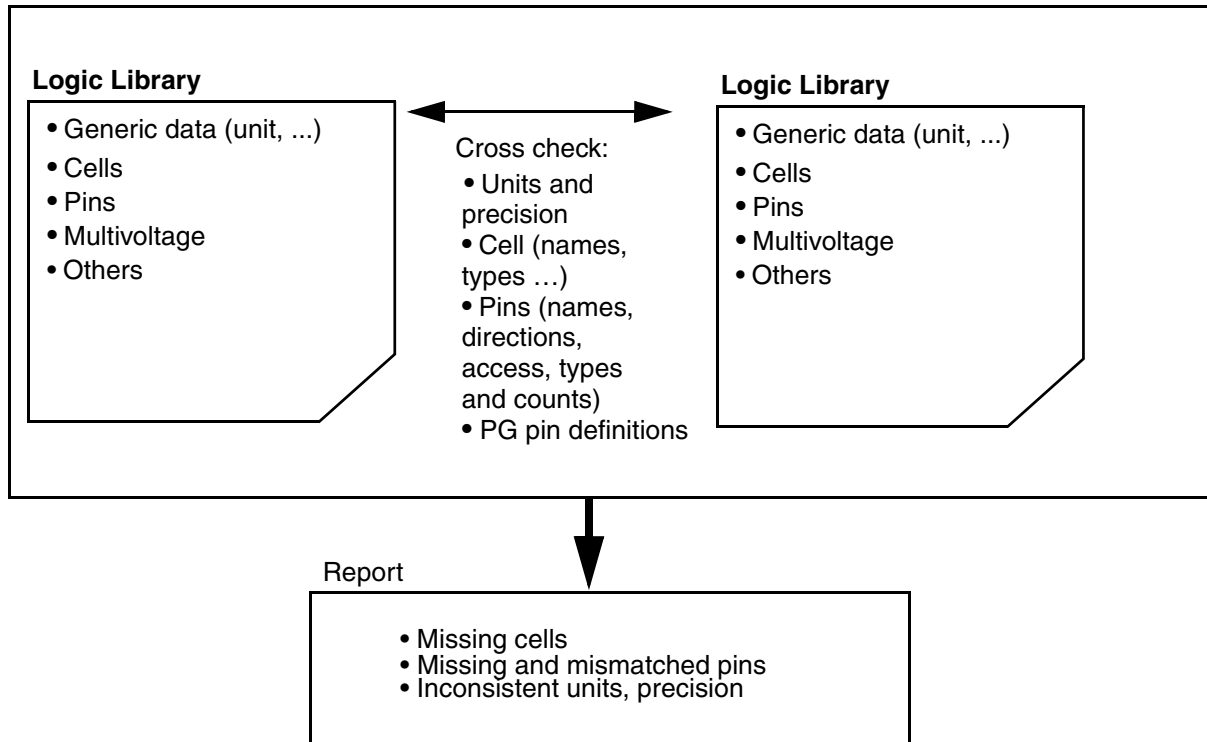 Logic Library
• Generic data (unit, ...)
• Cells
• Pins
• Multivoltage
• Others
Cross check:
• Units and
precision
• Cell (names,
types …)
• Pins (names,
directions,
access, types
and counts)
• PG pin definitions
Logic Library
• Generic data (unit, ...)
• Cells
• Pins
• Multivoltage
• Others
Report
• Missing cells
• Missing and mismatched pins
• Inconsistent units, precision